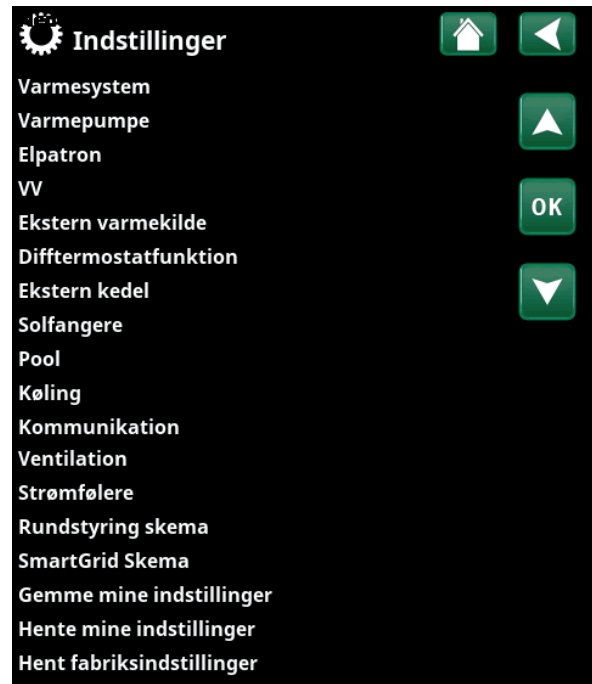 Indstillinger
Varmesystem
Varmepumpe
Elpatron
VV
Ekstern varmekilde
Difftermostatfunktion
Ekstern kedel
Solfangere
Pool
Køling
Kommunikation
Ventilation
Strømfølere
Rundstyring skema
SmartGrid Skema
Gemme mine indstillinger
Hente mine indstillinger
Hent fabriksindstillinger
OK